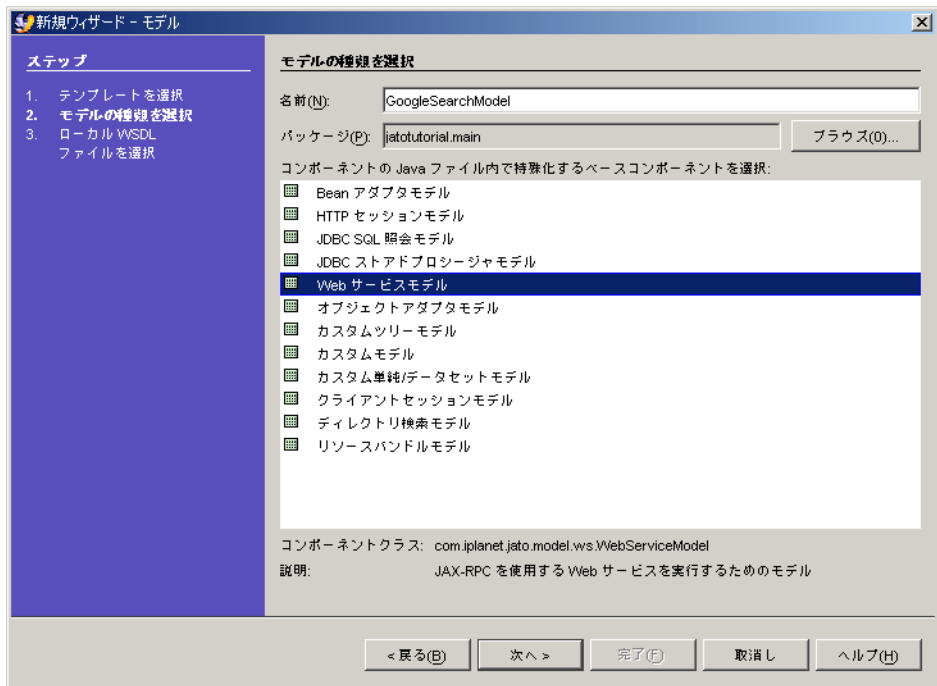 新規ウィザード - モデル
ステップ
1. テンプレートを選択
2. モデルの種類を選択
3. ローカル WSDL
ファイルを選択
モデルの種類を選択
名前(N): GoogleSearchModel
パッケージ(P): jatotutorial.main ブラウズ(O)...
コンポーネントの Java ファイル内で特殊化するベースコンポーネントを選択:
Bean アダプタモデル
HTTP セッションモデル
JDBC SQL 照会モデル
JDBC ストアドプロシージャモデル
Web サービスモデル
オブジェクトアダプタモデル
カスタムツリーモデル
カスタムモデル
カスタム単純/データセットモデル
クライアントセッションモデル
ディレクトリ検索モデル
リソースバンドルモデル
コンポーネントクラス: com.iplanet.jato.model.ws.WebServiceModel
説明: JAX-RPC を使用する Web サービスを実行するためのモデル
< 戻る(B) 次へ > 完了(F) 取消し ヘルプ(H)